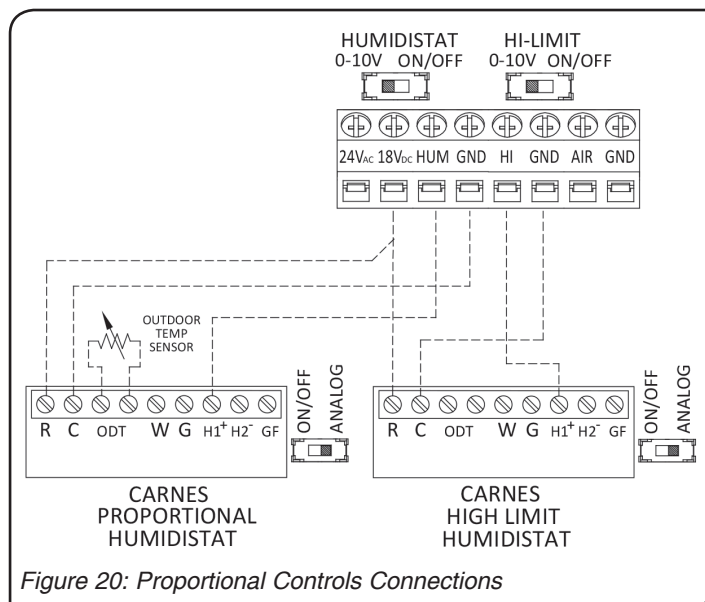 HUMIDISTAT HI-LIMIT
0-10V ON/OFF 0-10V ON/OFF
24VAC 18VDC HUM GND HI GND AIR GND
OUTDOOR
TEMP
SENSOR
R C ODT W G H1+ H2- GF
ON/OFF
ANALOG
R C ODT W G H1+ H2- GF
ON/OFF
ANALOG
CARNES
PROPORTIONAL
HUMIDISTAT
CARNES
HIGH LIMIT
HUMIDISTAT
Figure 20: Proportional Controls Connections